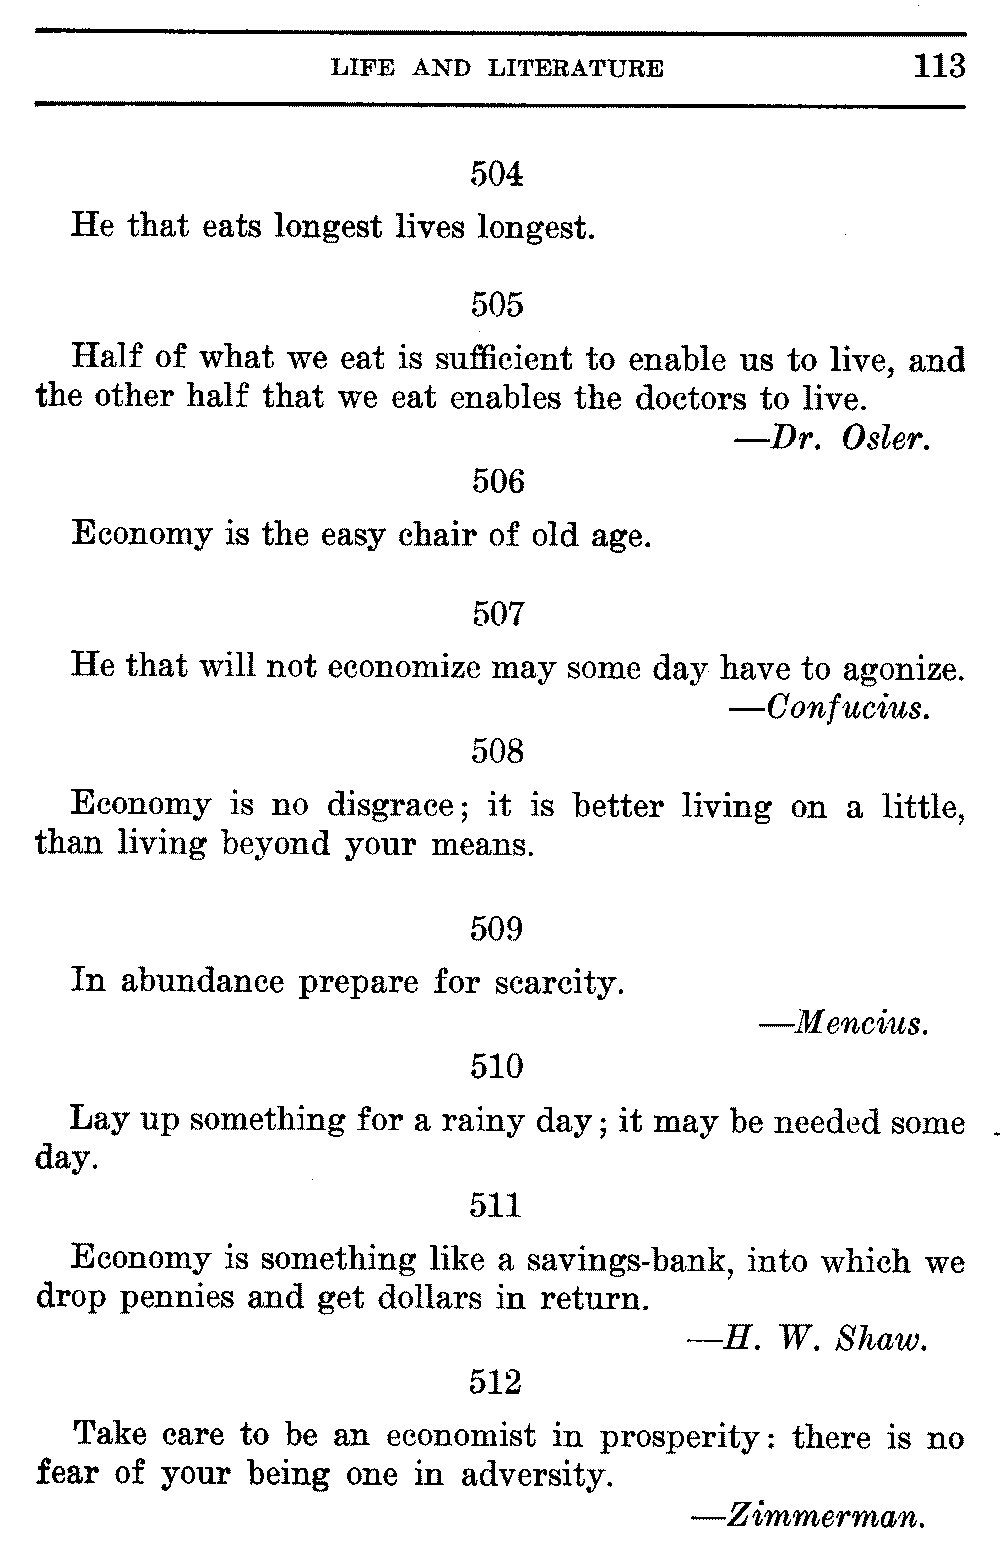 LIFE AND LITERATURE 113
504
He that eats longest lives longest.
505
Half of what we eat is sufficient to enable us to live, and
the other half that we eat enables the doctors to live.
—Dr. Osler.
506
Economy is the easy chair of old age.
507
He that will not economize may some day have to agonize.
—Confucius.
508
Economy is no disgrace; it is better living on a little,
than living beyond your means.
509
In abundance prepare for scarcity.
—Mencius.
510
Lay up something for a rainy day; it may be needed some
day.
511
Economy is something like a savings-bank, into which we
drop pennies and get dollars in return.
—H. W. Shaw.
512
Take care to be an economist in prosperity: there is no
fear of your being one in adversity.
—Zimmerman.